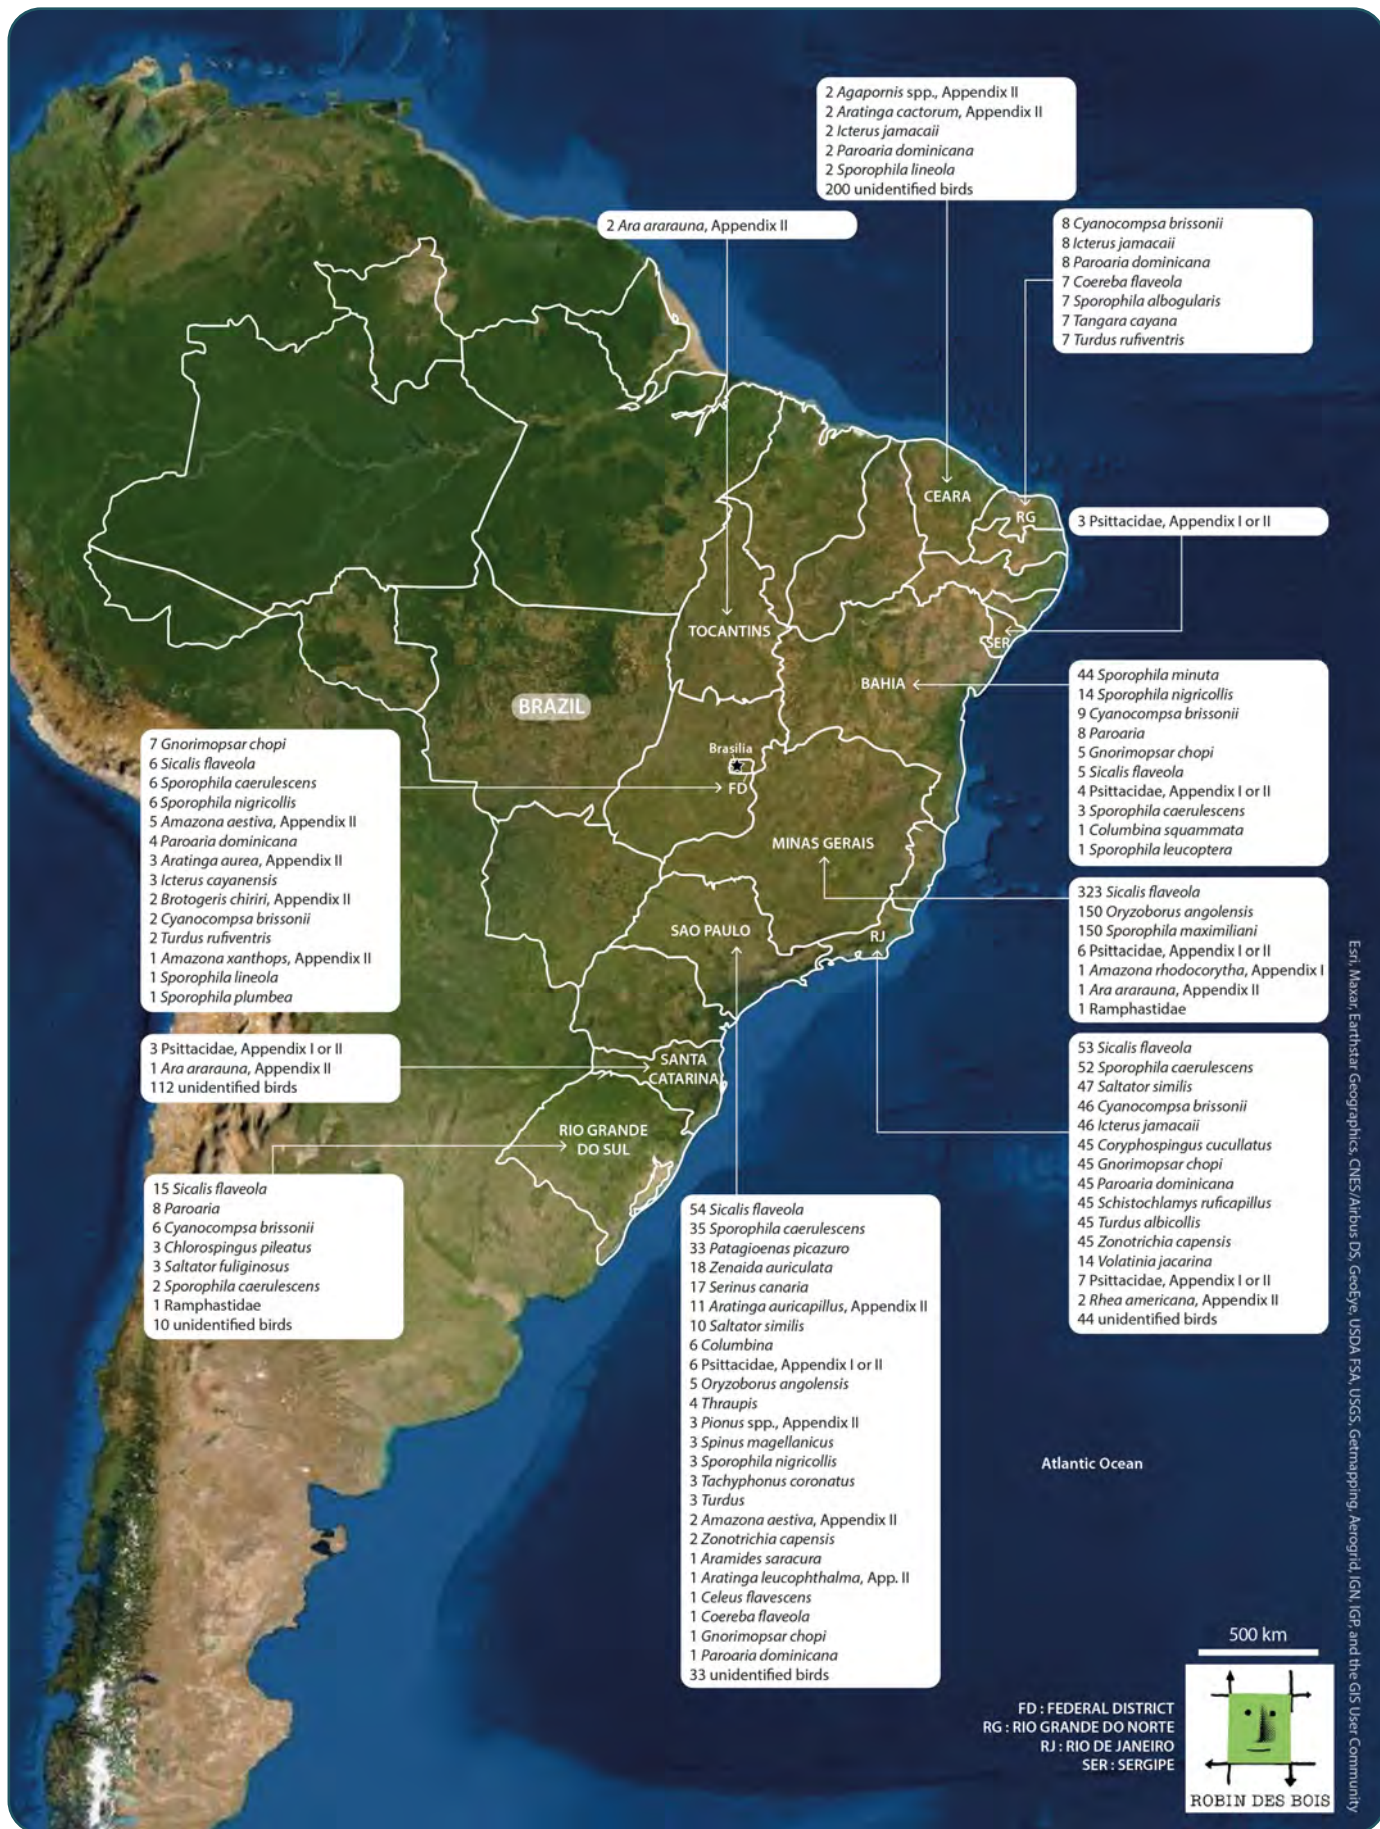 2 Agapornis spp., Appendix II
2 Aratinga cactorum, Appendix II
2 Icterus jamacaii
2 Paroaria dominicana
2 Sporophila lineola
200 unidentified birds
2 Ara ararauna, Appendix II
8 Cyanocompsa brissonii
8 Icterus jamacaii
8 Paroaria dominicana
7 Coereba flaveola
7 Sporophila albogularis
7 Tangara cayana
7 Turdus rufiventris
CEARA
RG
3 Psittacidae, Appendix I or II
TOCANTINS
SER
BAHIA
44 Sporophila minuta
14 Sporophila nigricollis
9 Cyanocompsa brissonii
8 Paroaria
5 Gnorimopsar chopi
5 Sicalis flaveola
4 Psittacidae, Appendix I or II
3 Sporophila caerulescens
1 Columbina squammata
1 Sporophila leucoptera
BRAZIL
Brasilia
FD
7 Gnorimopsar chopi
6 Sicalis flaveola
6 Sporophila caerulescens
6 Sporophila nigricollis
5 Amazona aestiva, Appendix II
4 Paroaria dominicana
3 Aratinga aurea, Appendix II
3 Icterus cayanensis
2 Brotogeris chiriri, Appendix II
2 Cyanocompsa brissonii
2 Turdus rufiventris
1 Amazona xanthops, Appendix II
1 Sporophila lineola
1 Sporophila plumbea
MINAS GERAIS
323 Sicalis flaveola
150 Oryzoborus angolensis
150 Sporophila maximiliani
6 Psittacidae, Appendix I or II
1 Amazona rhodocorytha, Appendix I
1 Ara ararauna, Appendix II
1 Ramphastidae
SAO PAULO
RJ
3 Psittacidae, Appendix I or II
1 Ara ararauna, Appendix II
112 unidentified birds
SANTA
CATARINA
53 Sicalis flaveola
52 Sporophila caerulescens
47 Saltator similis
46 Cyanocompsa brissonii
46 Icterus jamacaii
45 Coryphospingus cucullatus
45 Gnorimopsar chopi
45 Paroaria dominicana
45 Schistochlamys ruficapillus
45 Turdus albicollis
45 Zonotrichia capensis
14 Volatinia jacarina
7 Psittacidae, Appendix I or II
2 Rhea americana, Appendix II
44 unidentified birds
RIO GRANDE
DO SUL
15 Sicalis flaveola
8 Paroaria
6 Cyanocompsa brissonii
3 Chlorospingus pileatus
3 Saltator fuliginosus
2 Sporophila caerulescens
1 Ramphastidae
10 unidentified birds
54 Sicalis flaveola
35 Sporophila caerulescens
33 Patagioenas picazuro
18 Zenaida auriculata
17 Serinus canaria
11 Aratinga auricapillus, Appendix II
10 Saltator similis
6 Columbina
6 Psittacidae, Appendix I or II
5 Oryzoborus angolensis
4 Thraupis
3 Pionus spp., Appendix II
3 Spinus magellanicus
3 Sporophila nigricollis
3 Tachyphonus coronatus
3 Turdus
2 Amazona aestiva, Appendix II
2 Zonotrichia capensis
1 Aramides saracura
1 Aratinga leucophthalma, App. II
1 Celeus flavescens
1 Coereba flaveola
1 Gnorimopsar chopi
1 Paroaria dominicana
33 unidentified birds
Atlantic Ocean
500 km
FD : FEDERAL DISTRICT
RG : RIO GRANDE DO NORTE
RJ : RIO DE JANEIRO
SER : SERGIPE
ROBIN DES BOIS
Esri, Maxar, Earthstar Geographics, CNES/Airbus DS, GeoEye, USDA FSA, USGS, Getmapping, Aerogrid, IGN, IGP, and the GIS User Community